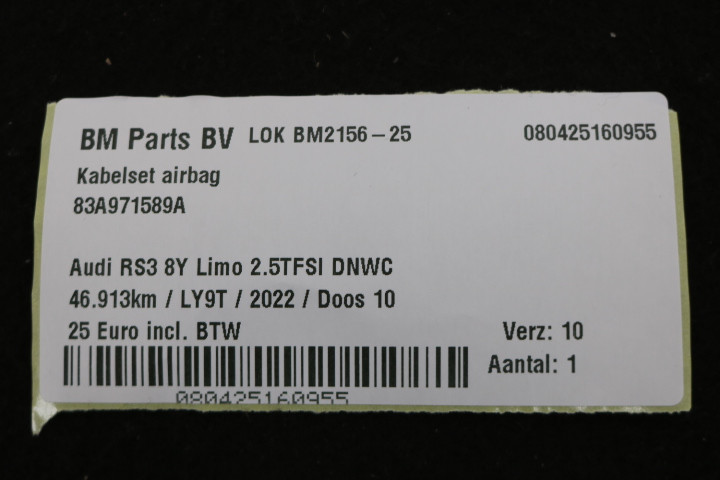 BM Parts BV LOK BM2156-25 080425160955
Kabelset airbag
83A971589A
Audi RS3 8Y Limo 2.5TFSI DNWC
46.913km / LY9T / 2022 / Doos 10
25 Euro incl. BTW Verz: 10
Aantal: 1
080425160955